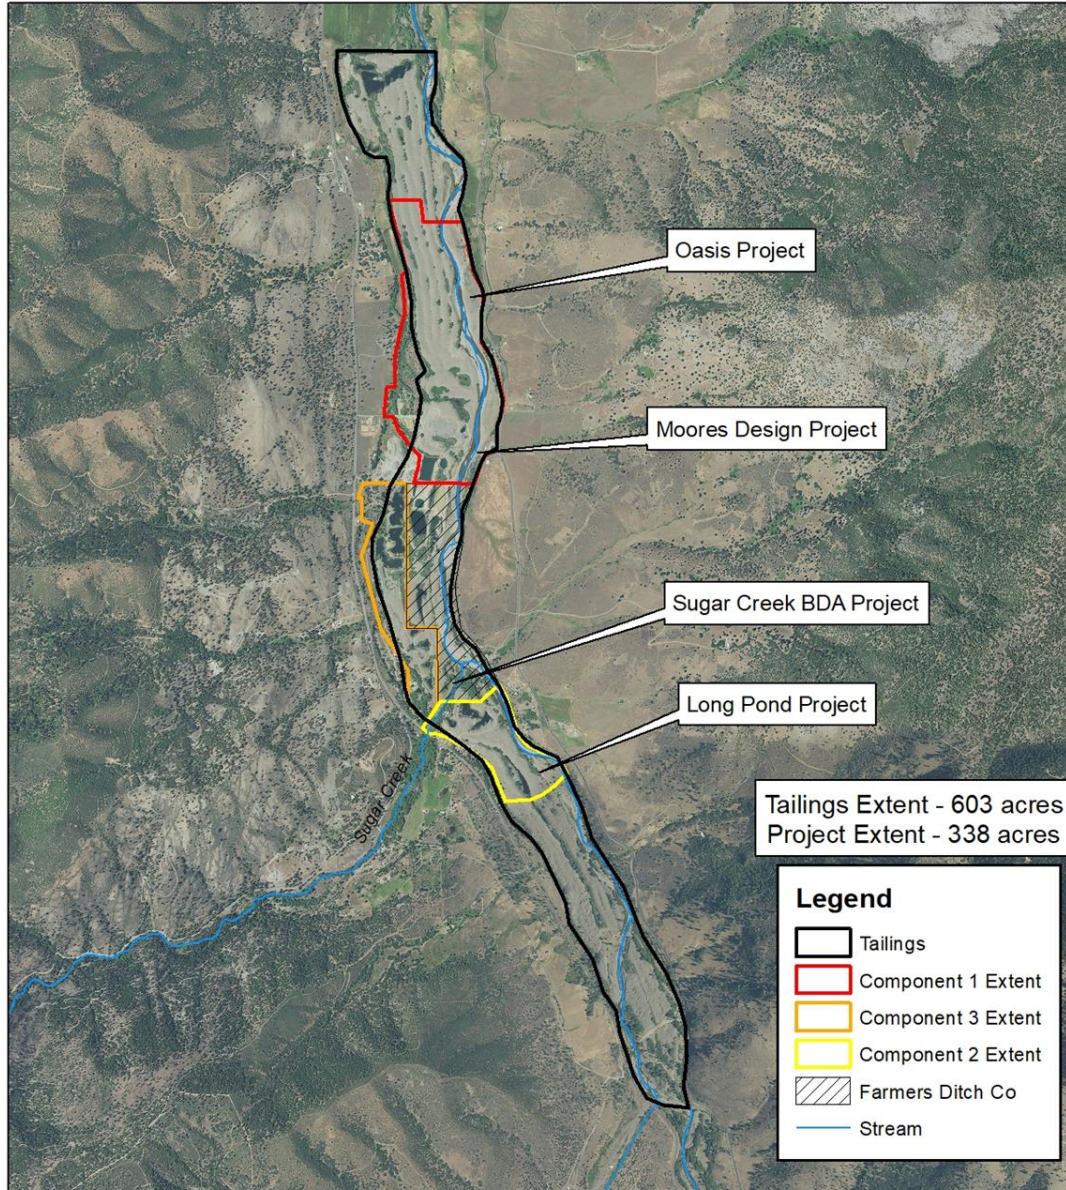 Oasis Project
Moores Design Project
Sugar Creek BDA Project
Long Pond Project
Sugar Creek
Tailings Extent - 603 acres
Project Extent - 338 acres
Legend
Tailings
Component 1 Extent
Component 3 Extent
Component 2 Extent
Farmers Ditch Co
Stream